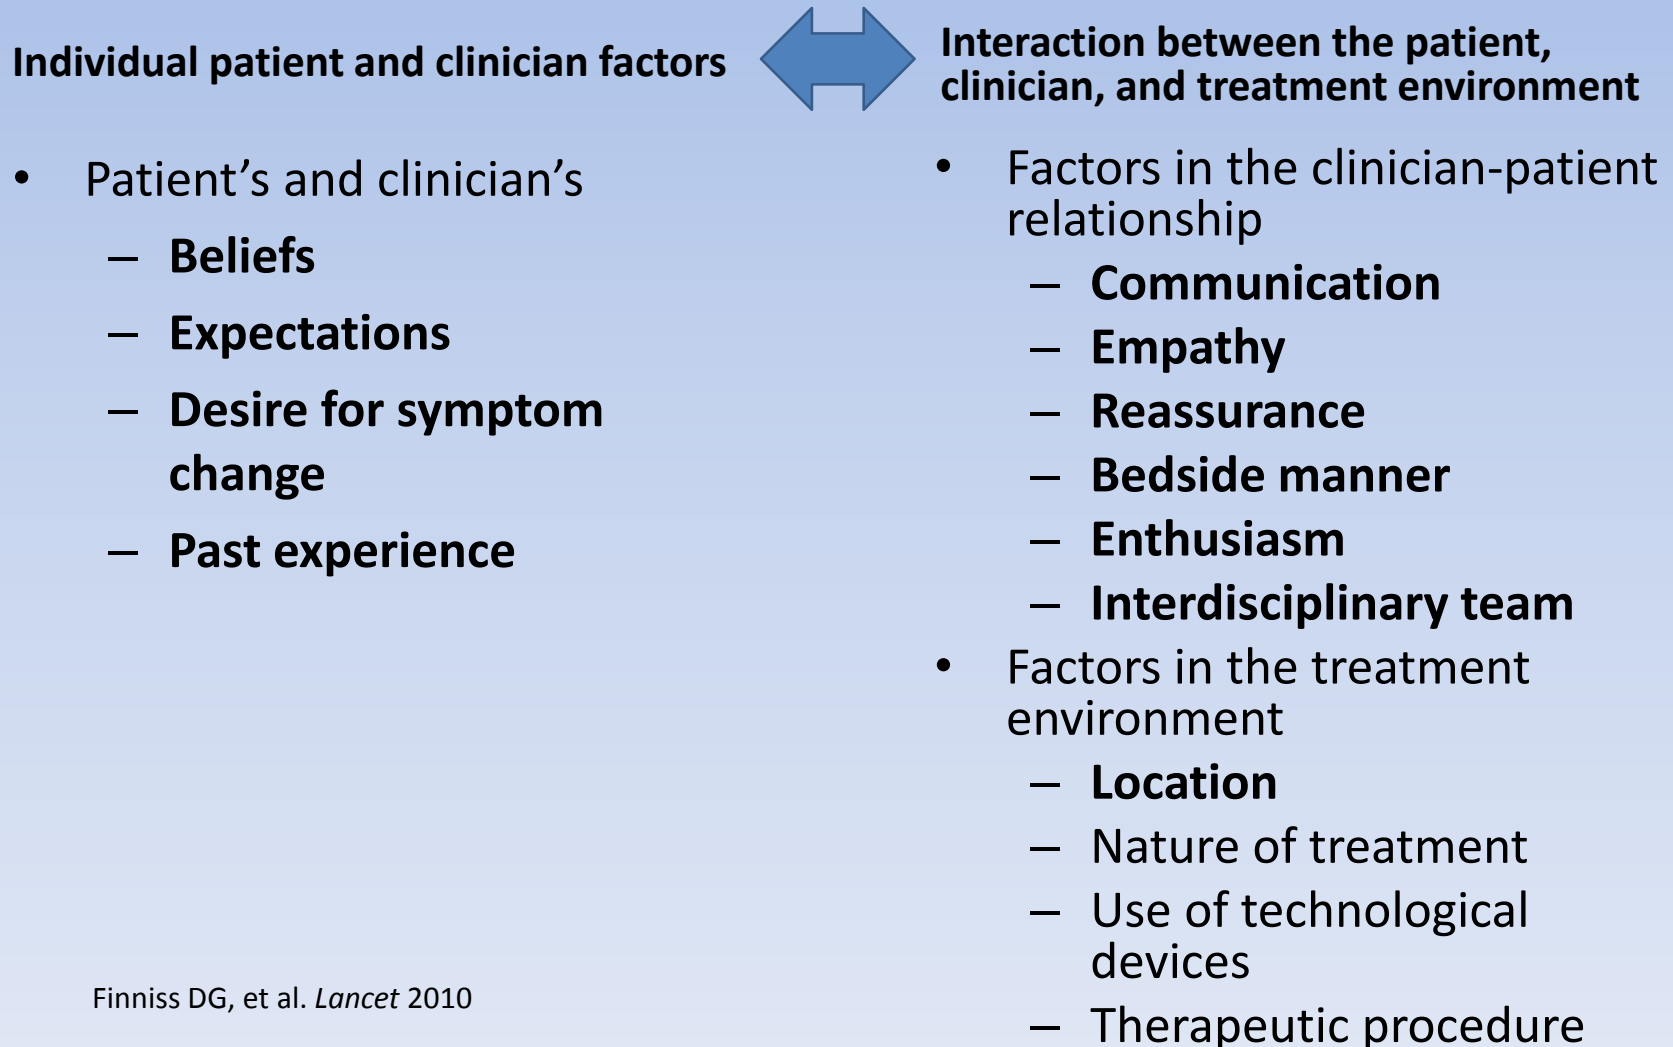 Individual patient and clinician factors
• Patient’s and clinician’s
– Beliefs
– Expectations
– Desire for symptom
change
– Past experience
Finniss DG, et al. Lancet 2010
Interaction between the patient,
clinician, and treatment environment
• Factors in the clinician-patient
relationship
– Communication
– Empathy
– Reassurance
– Bedside manner
– Enthusiasm
– Interdisciplinary team
• Factors in the treatment
environment
– Location
– Nature of treatment
– Use of technological
devices
– Therapeutic procedure